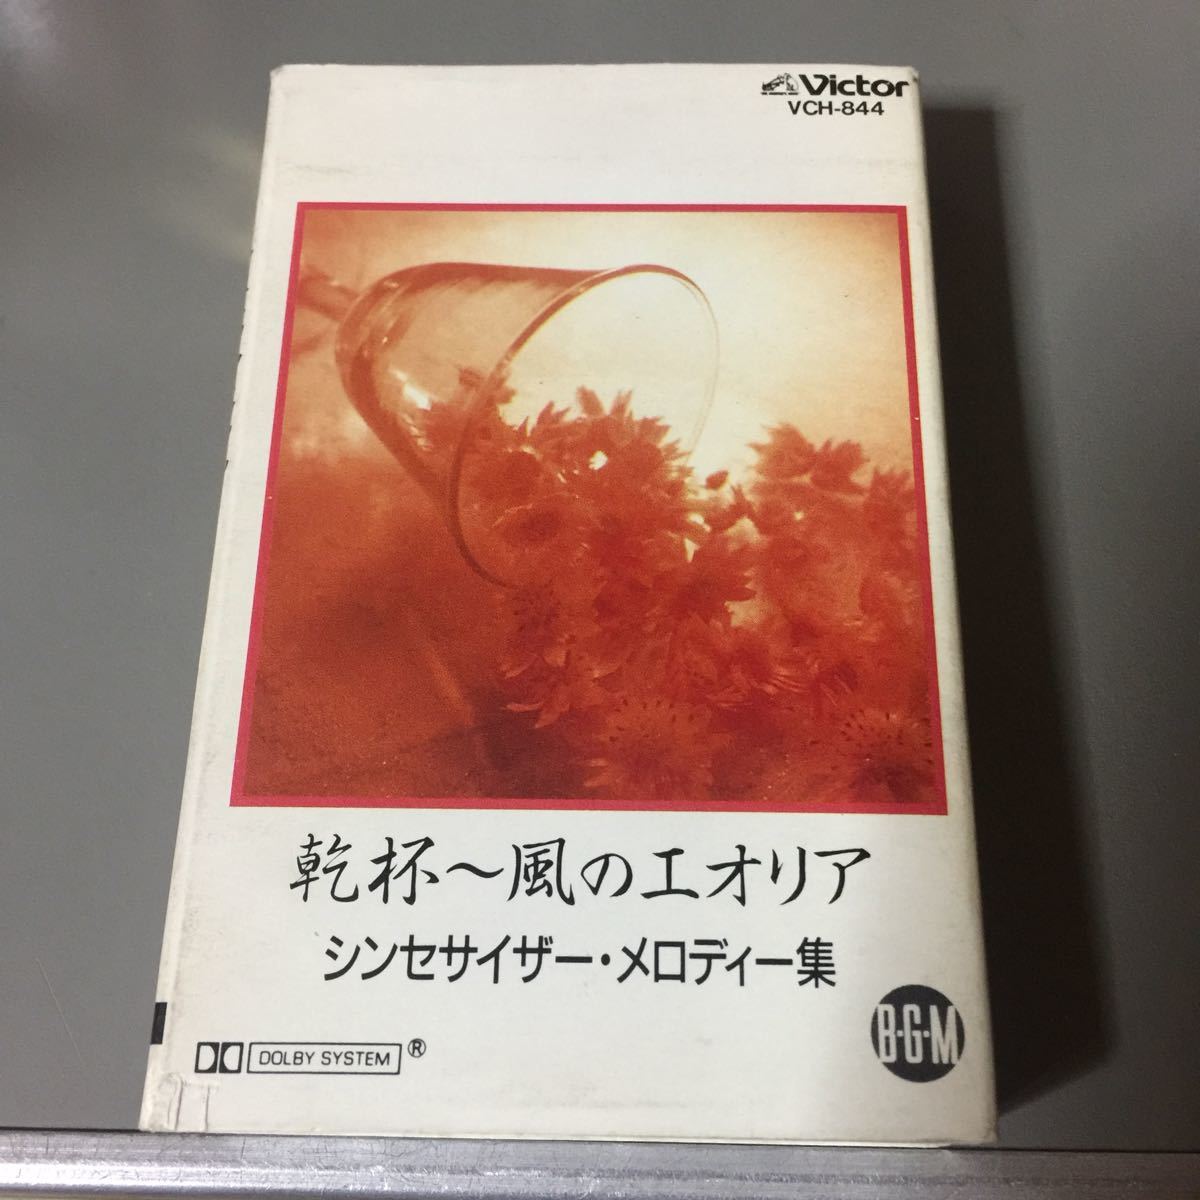 Victor
VCH-844
乾杯〜風のエオリア
シンセサイザー・メロディー集
B·G·M
DOLBY SYSTEM ®